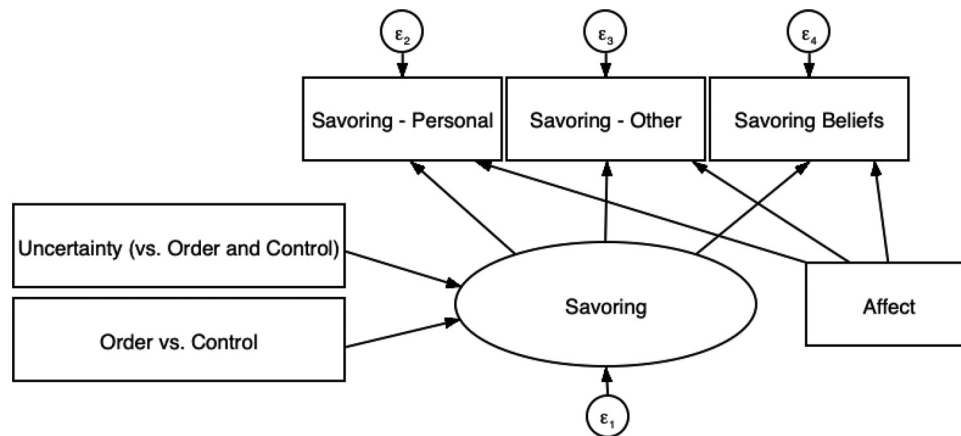 ε2
ε3
ε4
Savoring - Personal
Savoring - Other
Savoring Beliefs
Uncertainty (vs. Order and Control)
Savoring
Affect
Order vs. Control
ε1